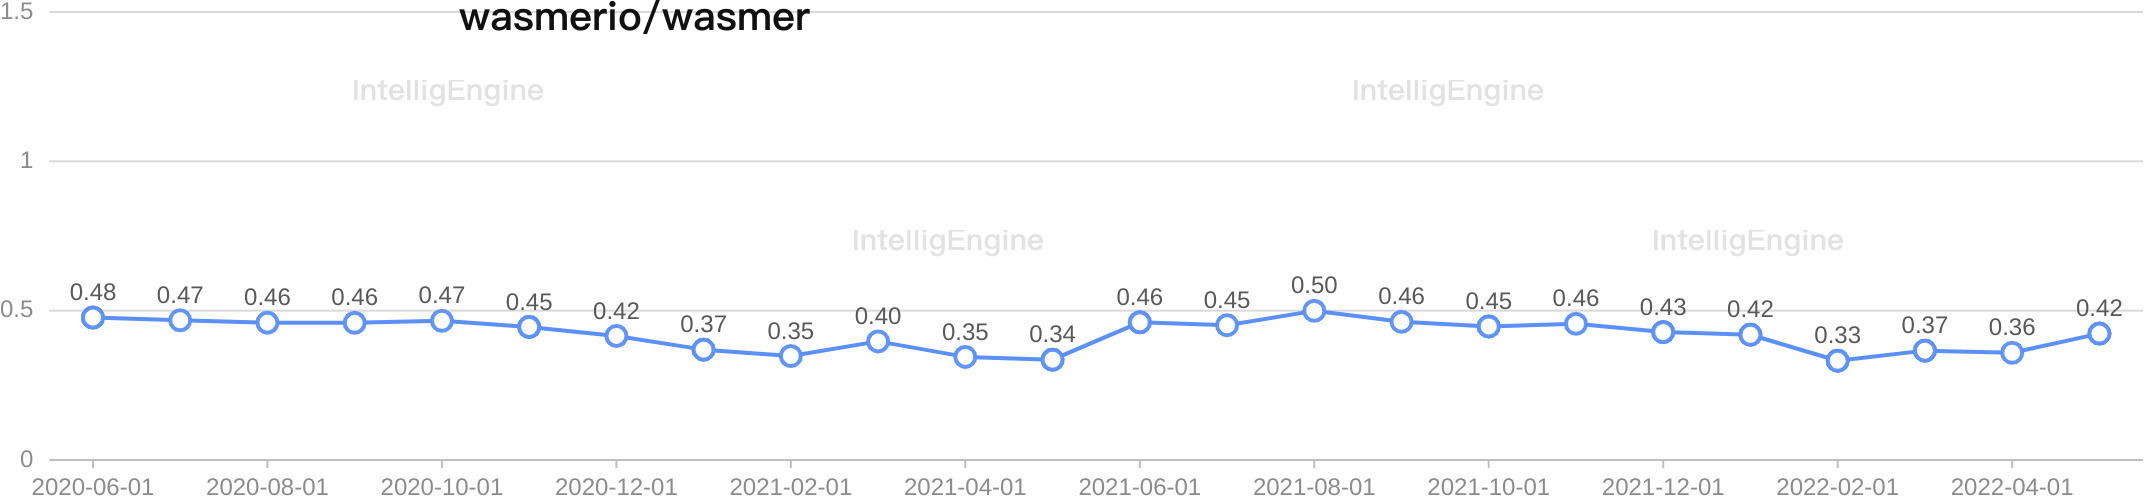 wasmerio/wasmer
1.5
IntelligEngine IntelligEngine
1
IntelligEngine IntelligEngine
0.48 0.47 0.46 0.46 0.47 0.45 0.42 0.37 0.35 0.40 0.35 0.34 0.46 0.45 0.50 0.46 0.45 0.46 0.43 0.42 0.33 0.37 0.36 0.42
0.5
0
2020-06-01 2020-08-01 2020-10-01 2020-12-01 2021-02-01 2021-04-01 2021-06-01 2021-08-01 2021-10-01 2021-12-01 2022-02-01 2022-04-01